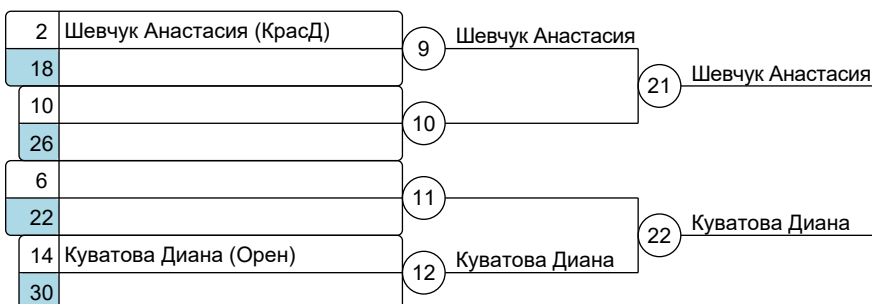 2 Шевчук Анастасия (КрасД)
9 Шевчук Анастасия
18
21 Шевчук Анастасия
10
10
26
6
11
22
22 Куватова Диана
14 Куватова Диана (Орен)
12 Куватова Диана
30